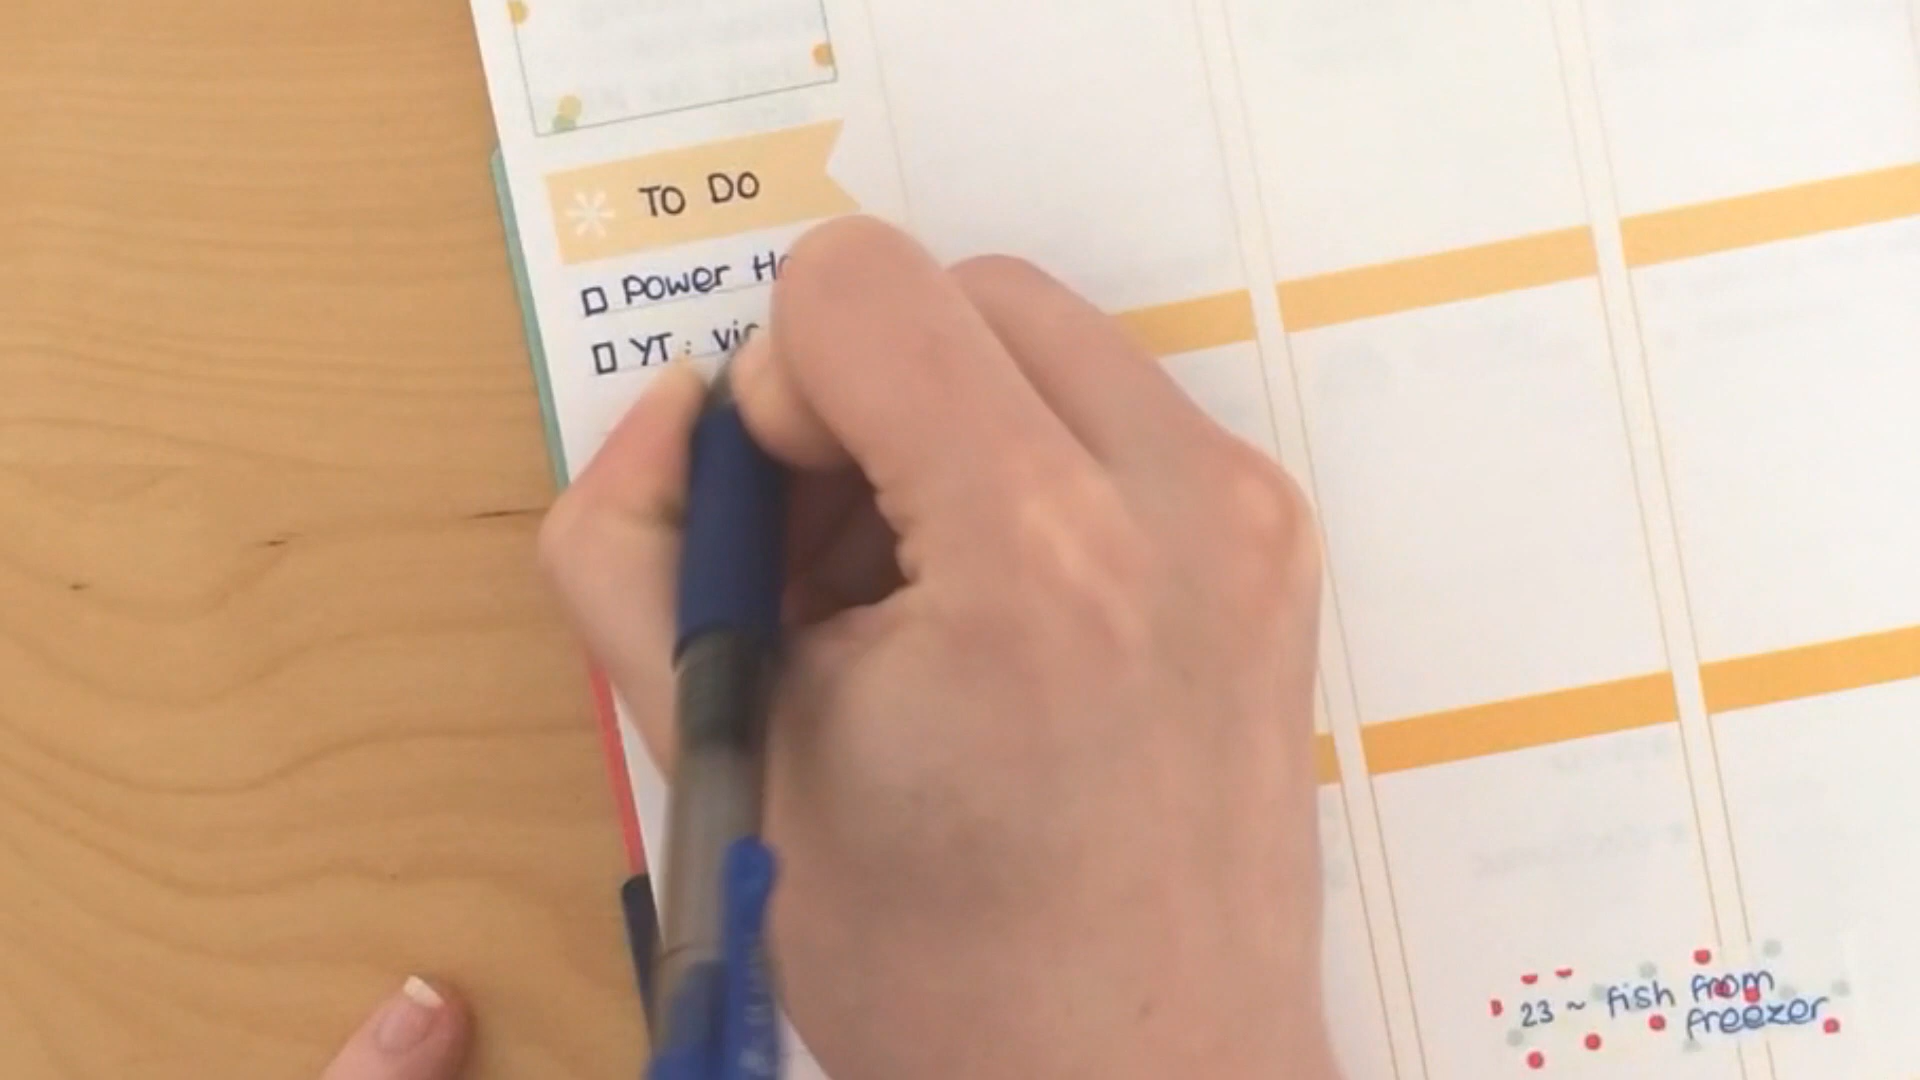 TO DO
Power
YT:
23 ~ fish from
freezer